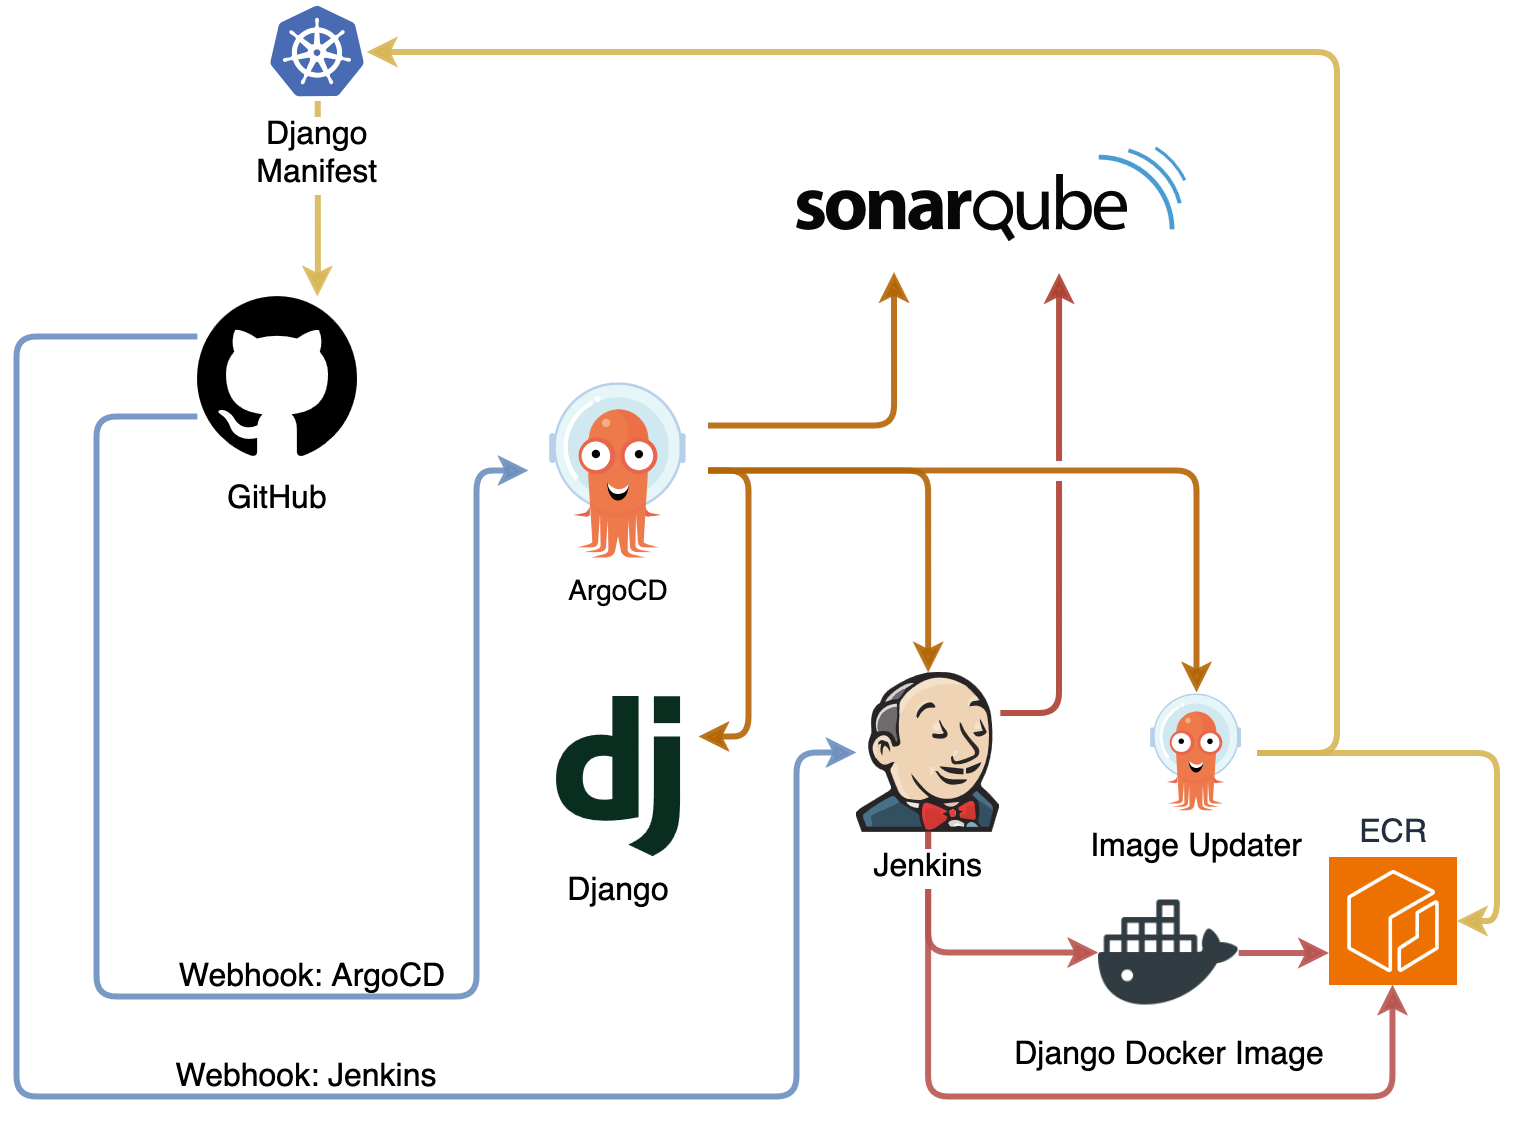 Django
Manifest
sonarqube
GitHub
ArgoCD
dj
Django
Jenkins
Image Updater
ECR
Webhook: ArgoCD
Django Docker Image
Webhook: Jenkins